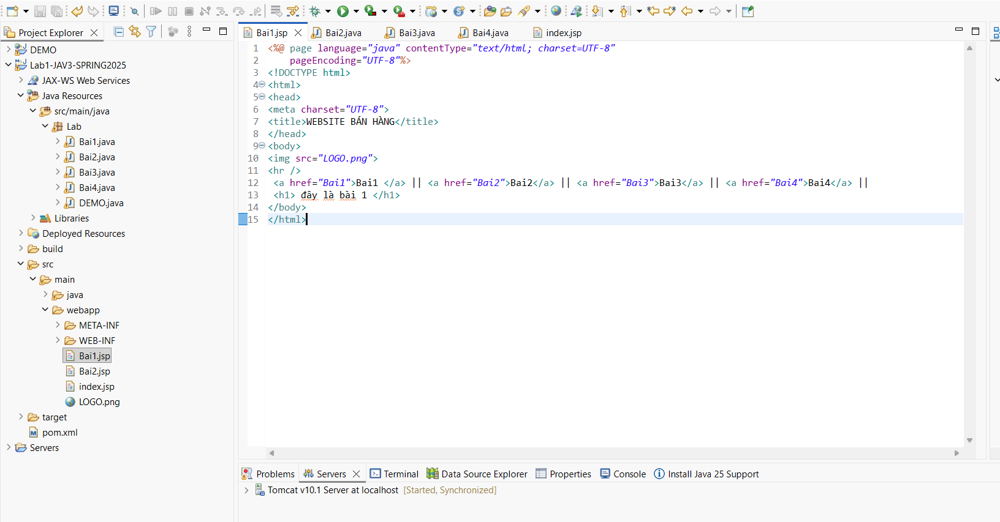 Project Explorer
DEMO
Lab1-JAV3-SPRING2025
JAX-WS Web Services
Java Resources
src/main/java
Lab
Bai1.java
Bai2.java
Bai3.java
Bai4.java
DEMO.java
Libraries
Deployed Resources
build
src
main
java
webapp
META-INF
WEB-INF
Bai1.jsp
Bai2.jsp
index.jsp
LOGO.png
target
pom.xml
Servers
Bai1.jsp Bai2.java Bai3.java Bai4.java index.jsp
1 <%@ page language="java" contentType="text/html; charset=UTF-8"
2 pageEncoding="UTF-8"%>
3 <!DOCTYPE html>
4 <html>
5 <head>
6 <meta charset="UTF-8">
7 <title>WEBSITE BÁN HÀNG</title>
8 </head>
9 <body>
10 <img src="LOGO.png">
11 <hr />
12 <a href="Bai1">Bai1 </a> || <a href="Bai2">Bai2</a> || <a href="Bai3">Bai3</a> || <a href="Bai4">Bai4</a> ||
13 <h1> đây là bài 1 </h1>
14 </body>
15 </html>
Problems Servers Terminal Data Source Explorer Properties Console Install Java 25 Support
Tomcat v10.1 Server at localhost [Started, Synchronized]